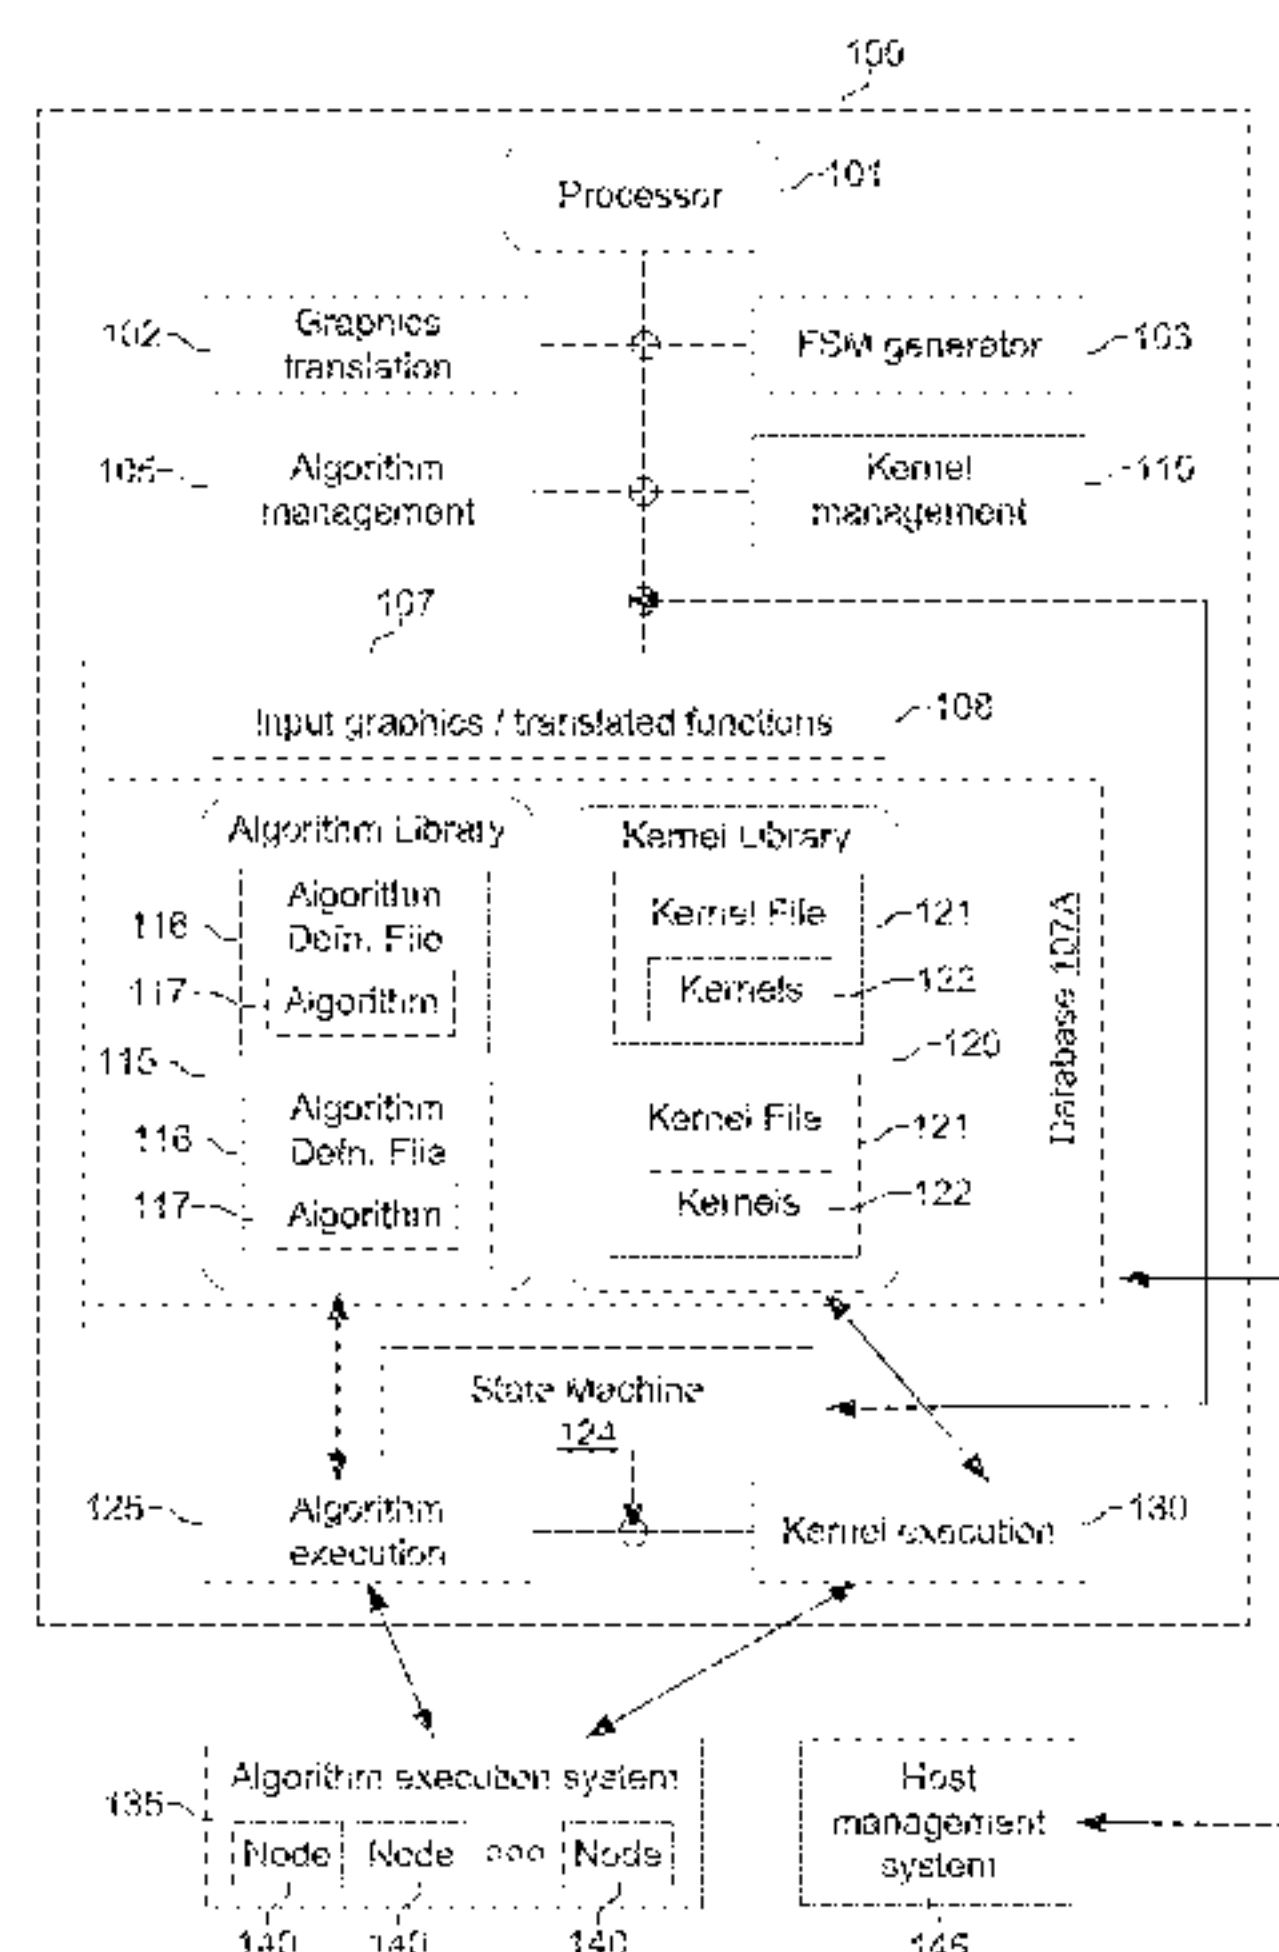 100
Processor
101
102
Graphics
translation
FSM generator
103
105
Algorithm
management
Kernel
management
110
107
Input graphics / translated functions
108
Algorithm Library
Kernel Library
116
Algorithm
Defn. File
Kernel File
121
117
Algorithm
Kernels
122
115
120
Database 107A
116
Algorithm
Defn. File
Kernel File
121
117
Algorithm
Kernels
122
State Machine
124
125
Algorithm
execution
Kernel execution
130
135
Algorithm execution system
Node
Node
ooo
Node
140
140
140
Host
management
system
145